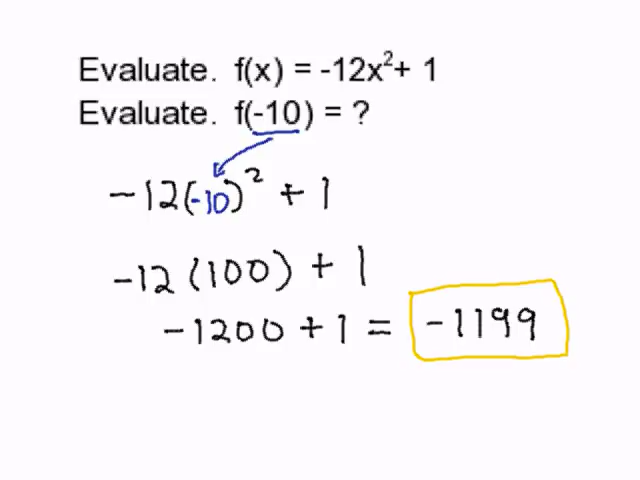 Evaluate. f(x) = -12x²+ 1
Evaluate. f(-10) = ?
-12(-10)² + 1
-12 (100) + 1
-1200 + 1 = -1199